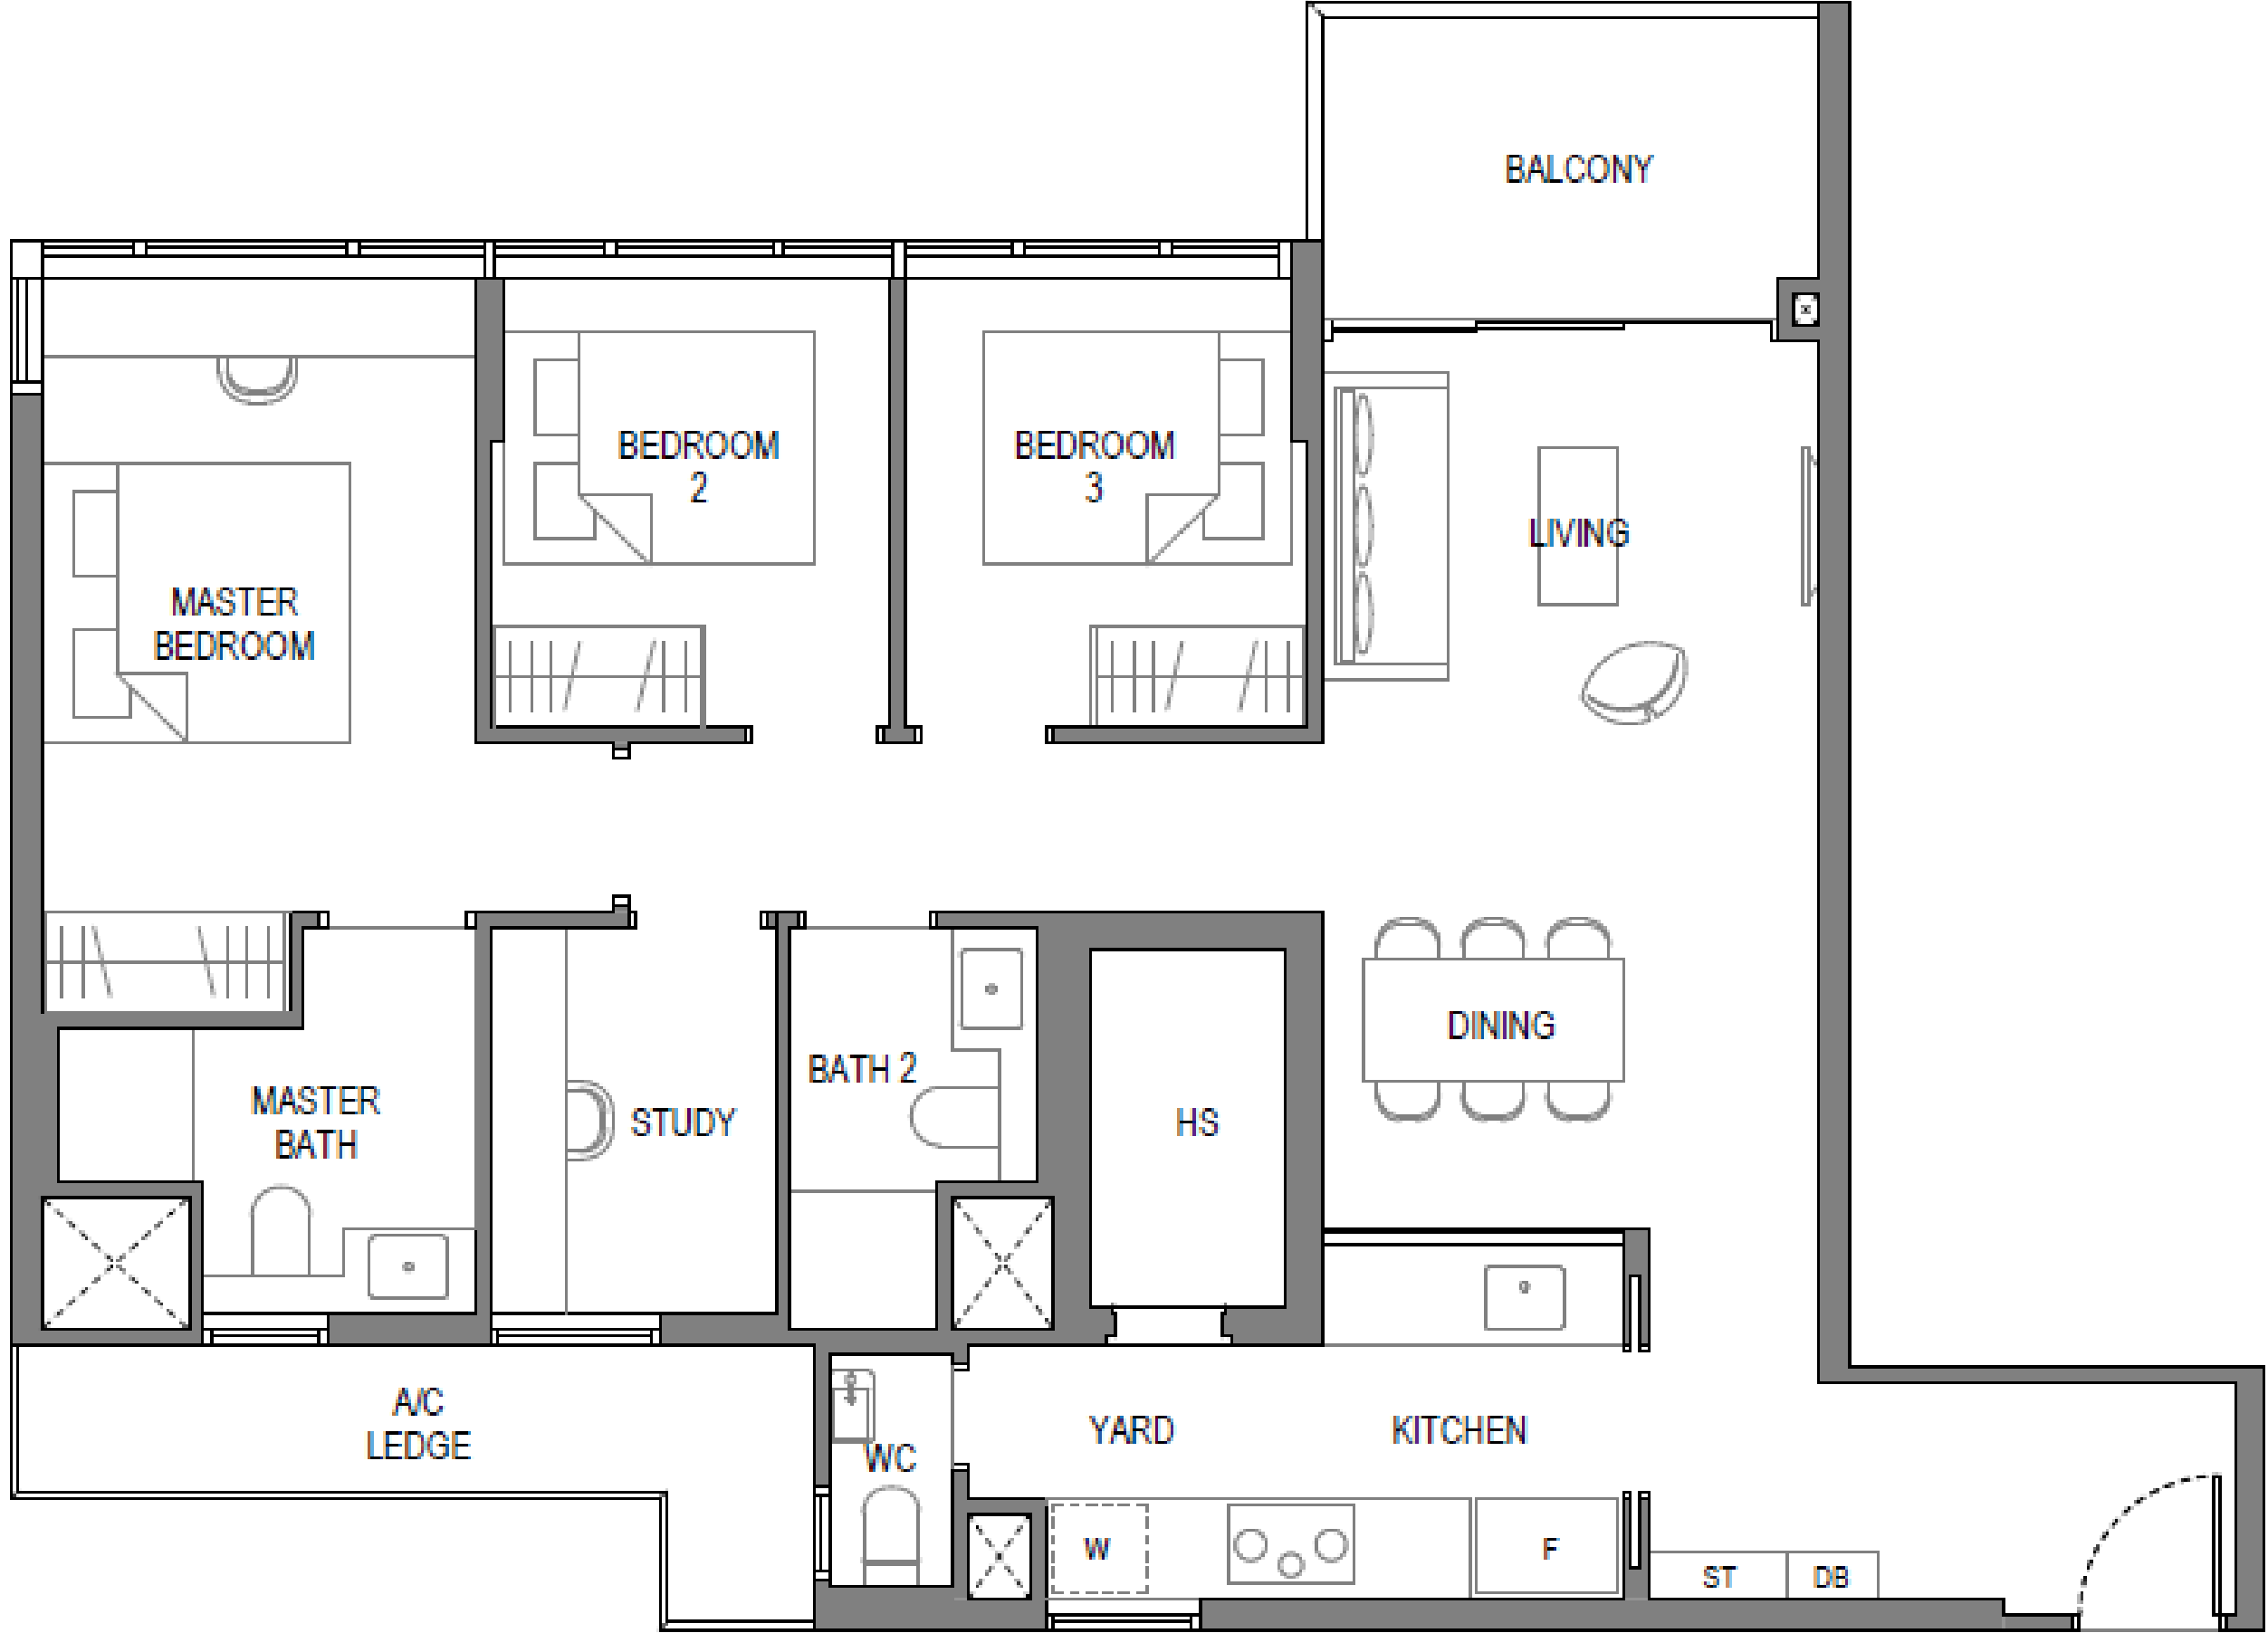 BALCONY
BEDROOM
2
BEDROOM
3
LIVING
MASTER
BEDROOM
DINING
MASTER
BATH
STUDY
BATH 2
HS
A/C
LEDGE
WC
YARD
KITCHEN
W
F
ST
DB